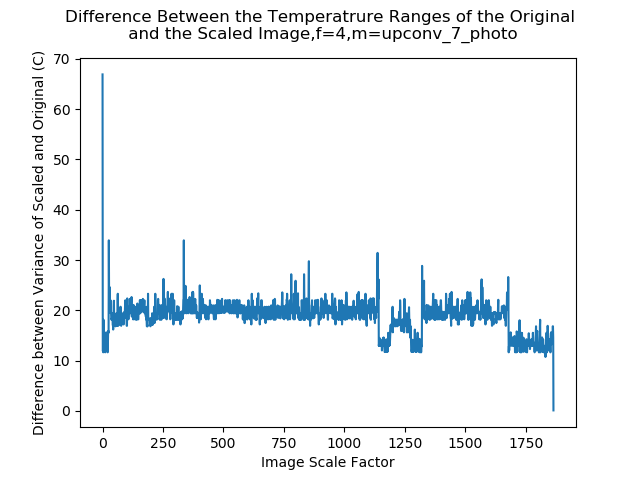 Difference Between the Temperatrure Ranges of the Original
and the Scaled Image,f=4,m=upconv_7_photo
Difference between Variance of Scaled and Original (C)
70
60
50
40
30
20
10
0
0 250 500 750 1000 1250 1500 1750
Image Scale Factor